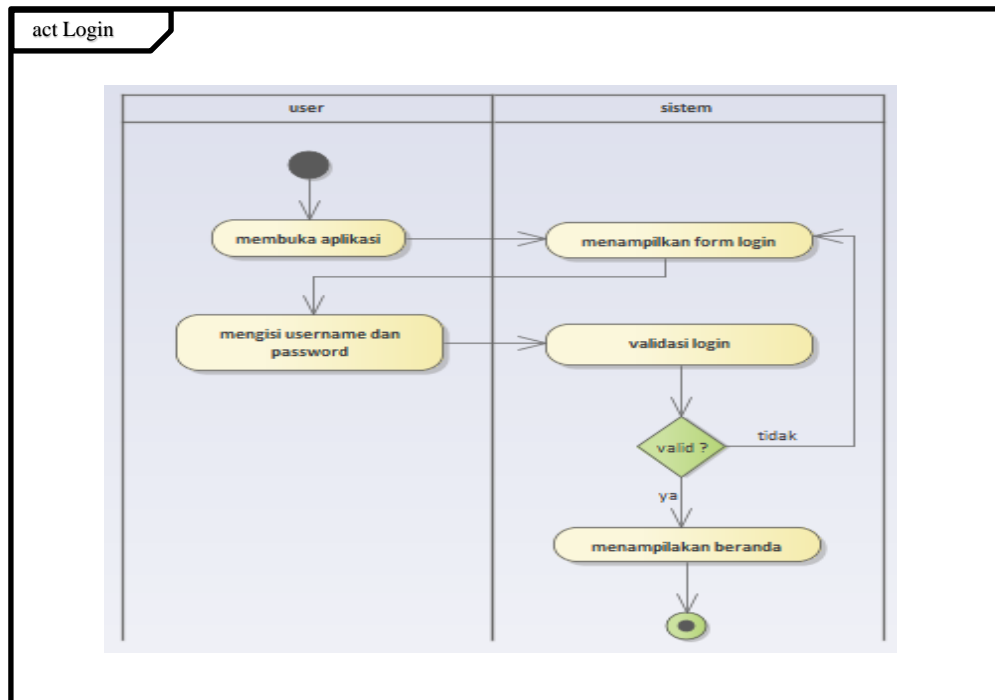 act Login
user
sistem
membuka aplikasi
menampilkan form login
mengisi username dan
password
validasi login
valid ?
tidak
ya
menampilakan beranda